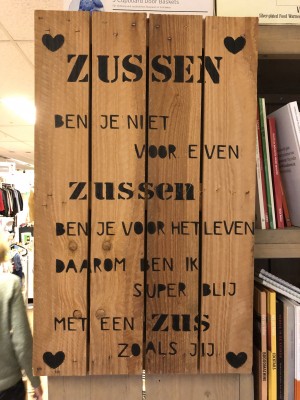 ZUSSEN
BEN JE NIET
VOOR EVEN
zussen
BEN JE VOOR HET LEVEN
DAAROM BEN IK
SUPER BLIJ
MET EEN ZUS
ZOALS JIJ